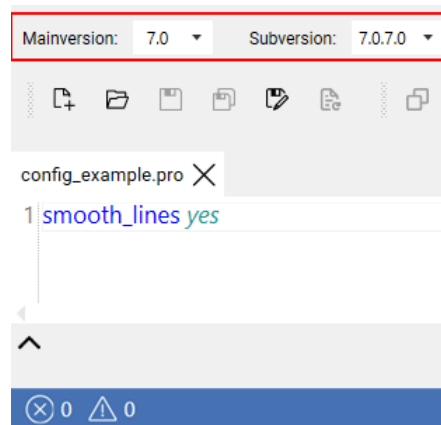 Mainversion: 7.0 Subversion: 7.0.7.0
config_example.pro
1 smooth_lines yes
0 0